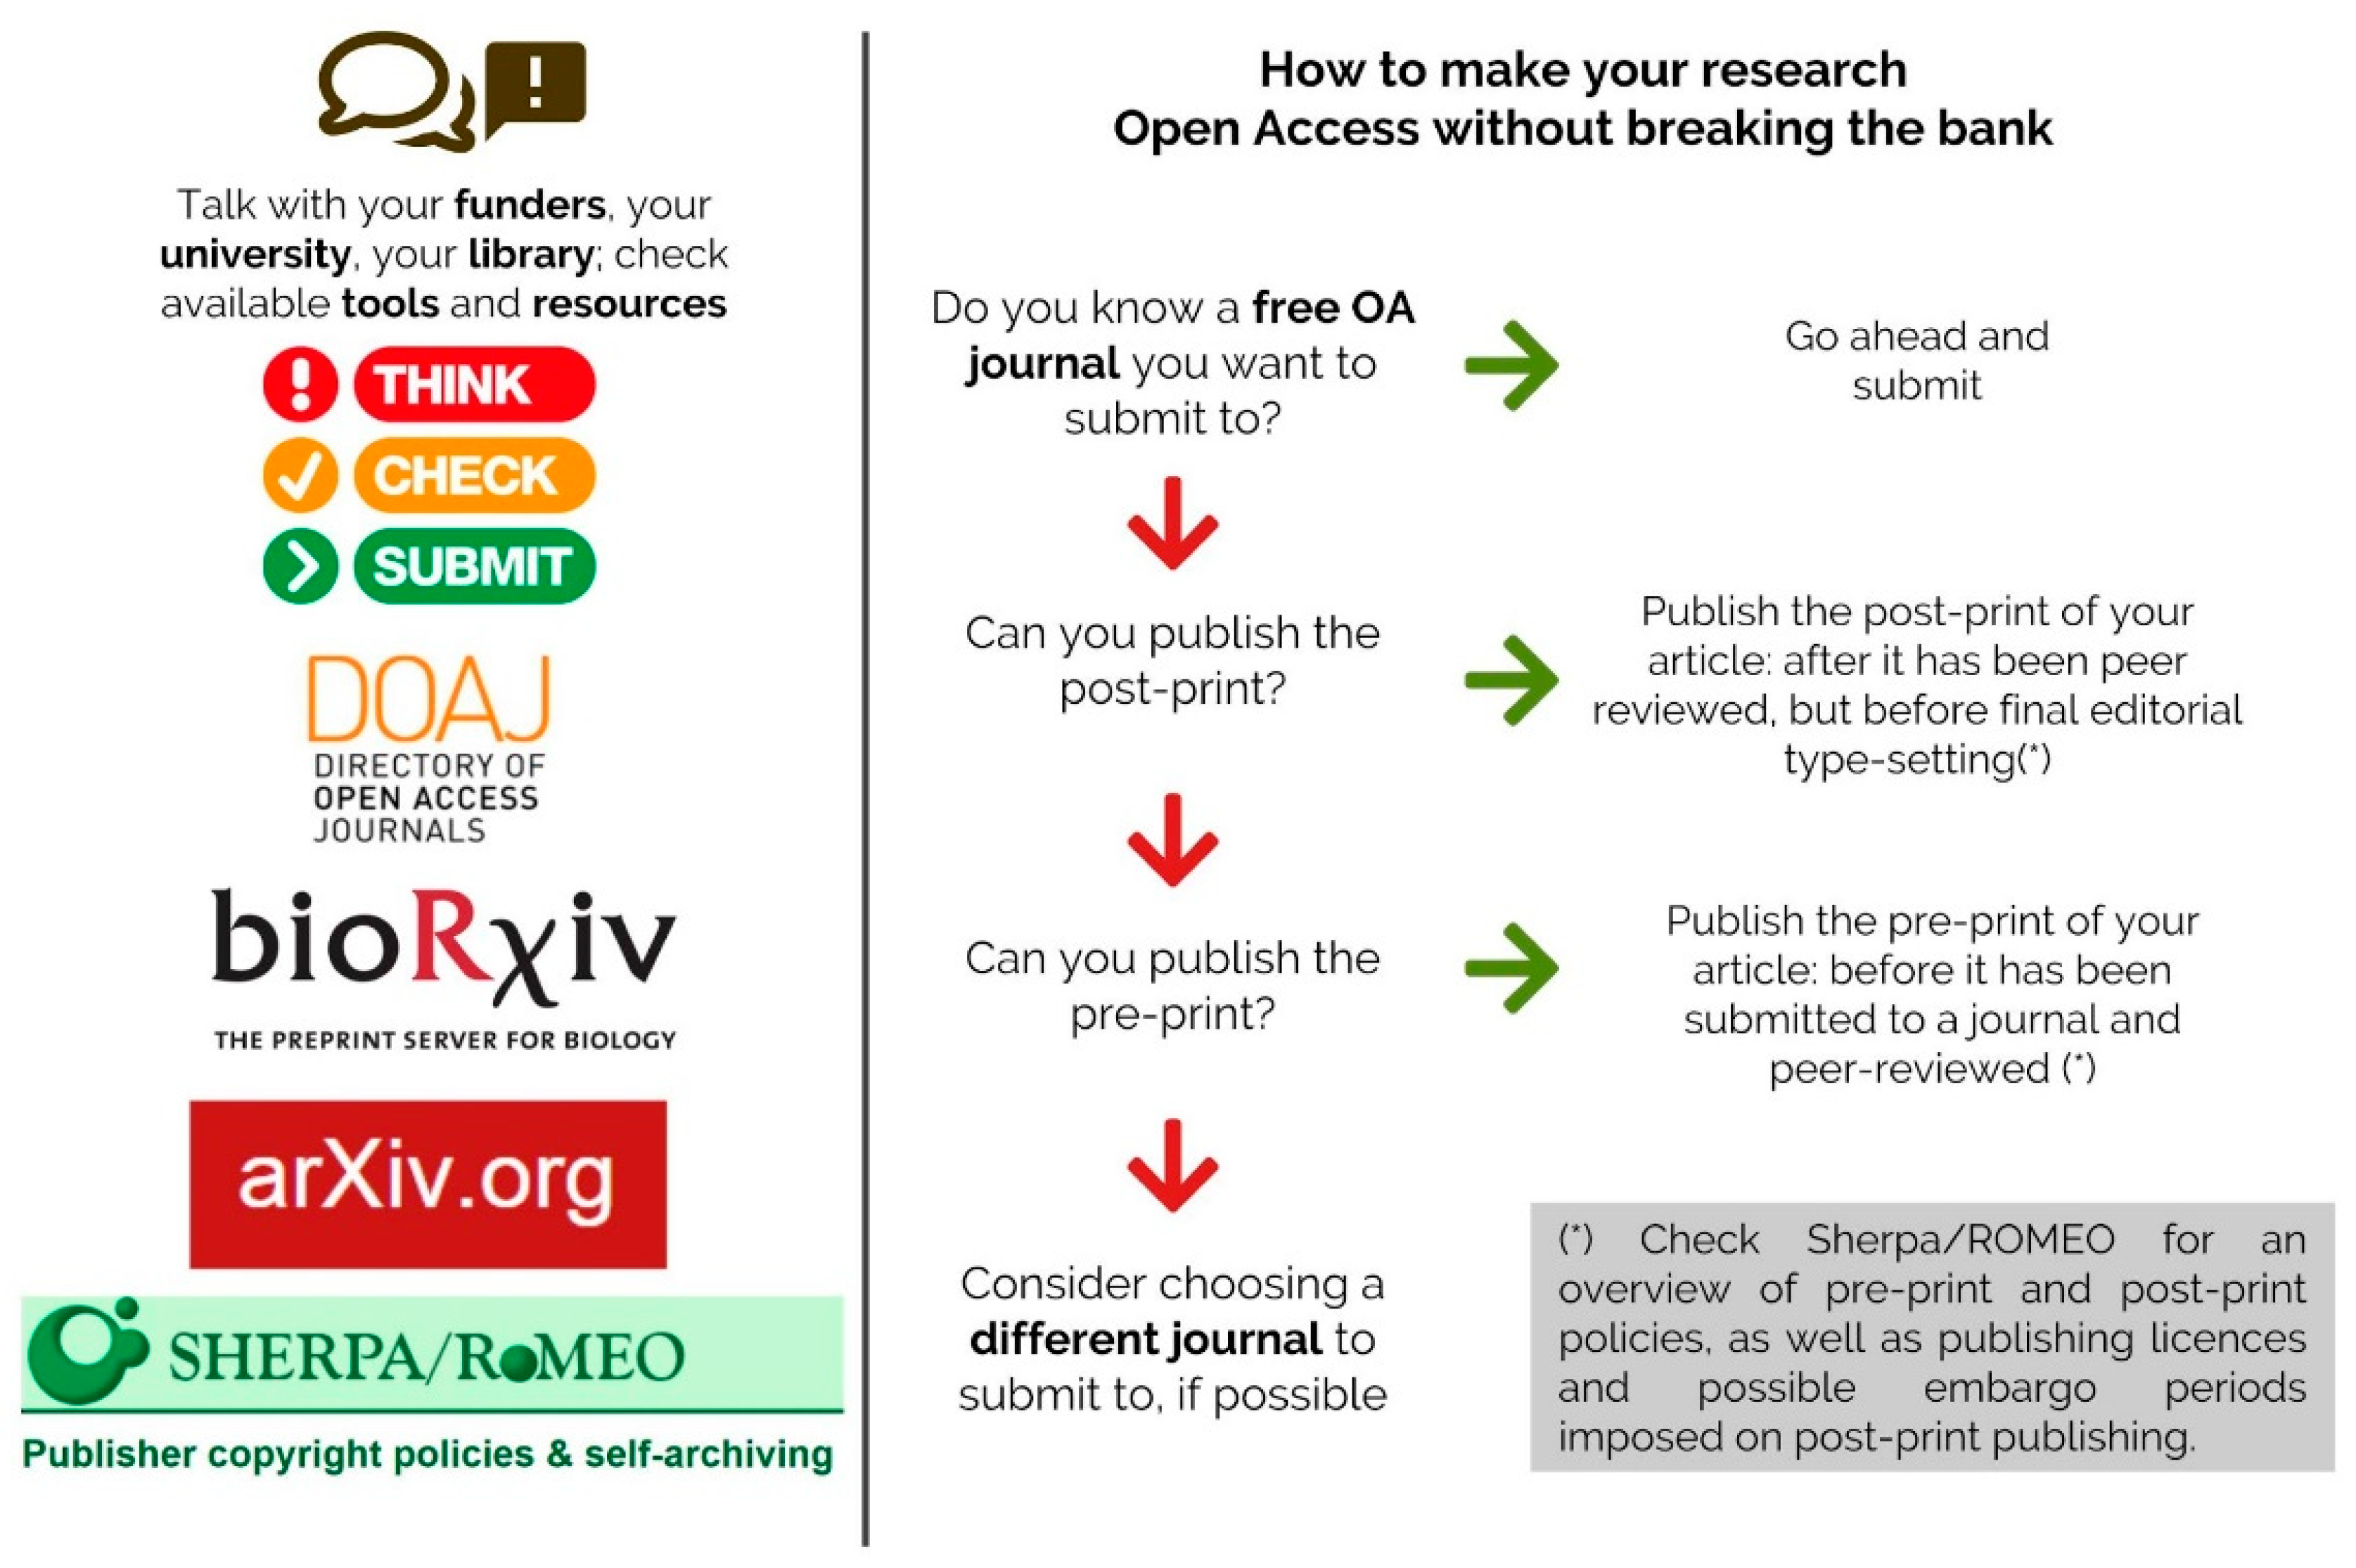 !
Talk with your funders, your
university, your library; check
available tools and resources
! THINK
CHECK
SUBMIT
DOAJ
DIRECTORY OF
OPEN ACCESS
JOURNALS
bioRχiv
THE PREPRINT SERVER FOR BIOLOGY
arXiv.org
SHERPA/RoMEO
Publisher copyright policies & self-archiving
How to make your research
Open Access without breaking the bank
Do you know a free OA
journal you want to
submit to?
Go ahead and
submit
Can you publish the
post-print?
Publish the post-print of your
article: after it has been peer
reviewed, but before final editorial
type-setting(*)
Can you publish the
pre-print?
Publish the pre-print of your
article: before it has been
submitted to a journal and
peer-reviewed (*)
Consider choosing a
different journal to
submit to, if possible
(*) Check Sherpa/ROMEO for an
overview of pre-print and post-print
policies, as well as publishing licences
and possible embargo periods
imposed on post-print publishing.